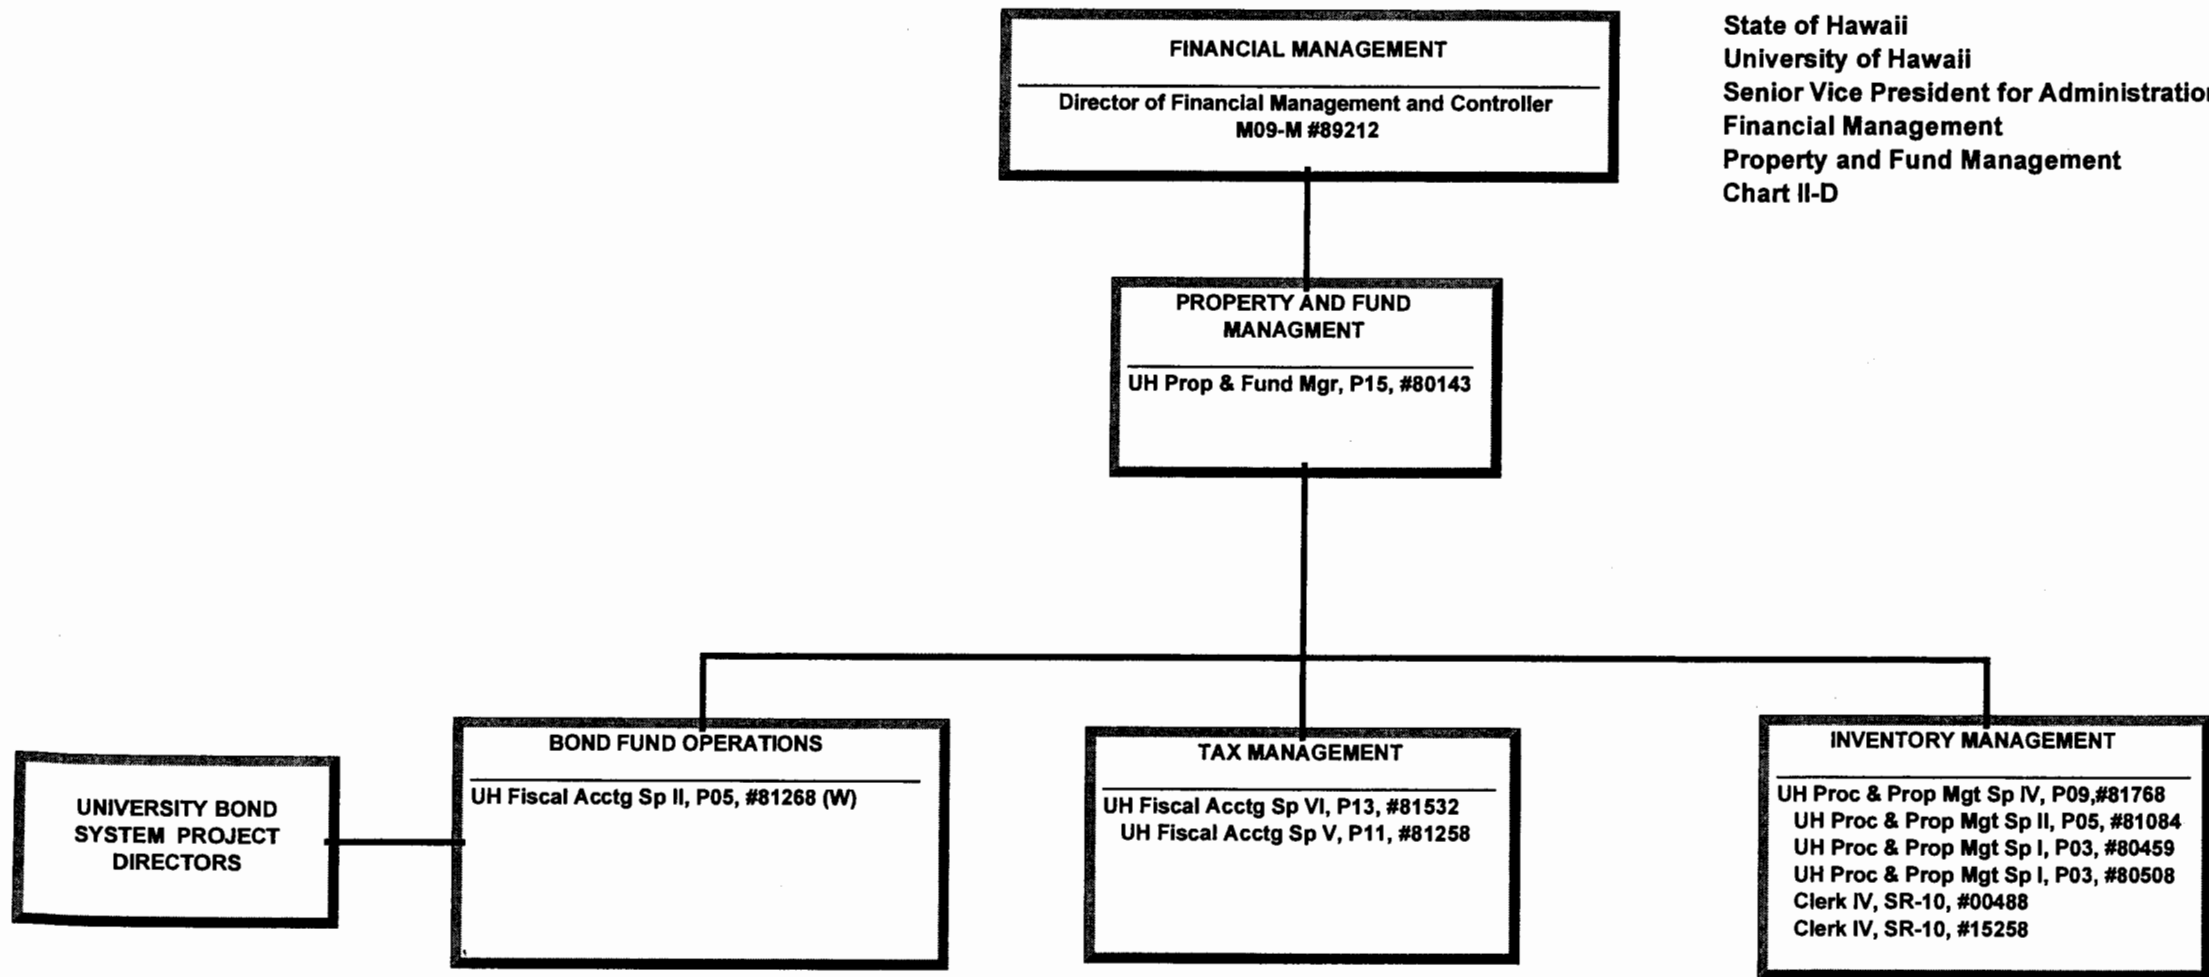 State of Hawaii
University of Hawaii
Senior Vice President for Administration
Financial Management
Property and Fund Management
Chart II-D
FINANCIAL MANAGEMENT
Director of Financial Management and Controller
M09-M #89212
PROPERTY AND FUND
MANAGMENT
UH Prop & Fund Mgr, P15, #80143
UNIVERSITY BOND
SYSTEM PROJECT
DIRECTORS
BOND FUND OPERATIONS
UH Fiscal Acctg Sp II, P05, #81268 (W)
TAX MANAGEMENT
UH Fiscal Acctg Sp VI, P13, #81532
UH Fiscal Acctg Sp V, P11, #81258
INVENTORY MANAGEMENT
UH Proc & Prop Mgt Sp IV, P09,#81768
UH Proc & Prop Mgt Sp II, P05, #81084
UH Proc & Prop Mgt Sp I, P03, #80459
UH Proc & Prop Mgt Sp I, P03, #80508
Clerk IV, SR-10, #00488
Clerk IV, SR-10, #15258